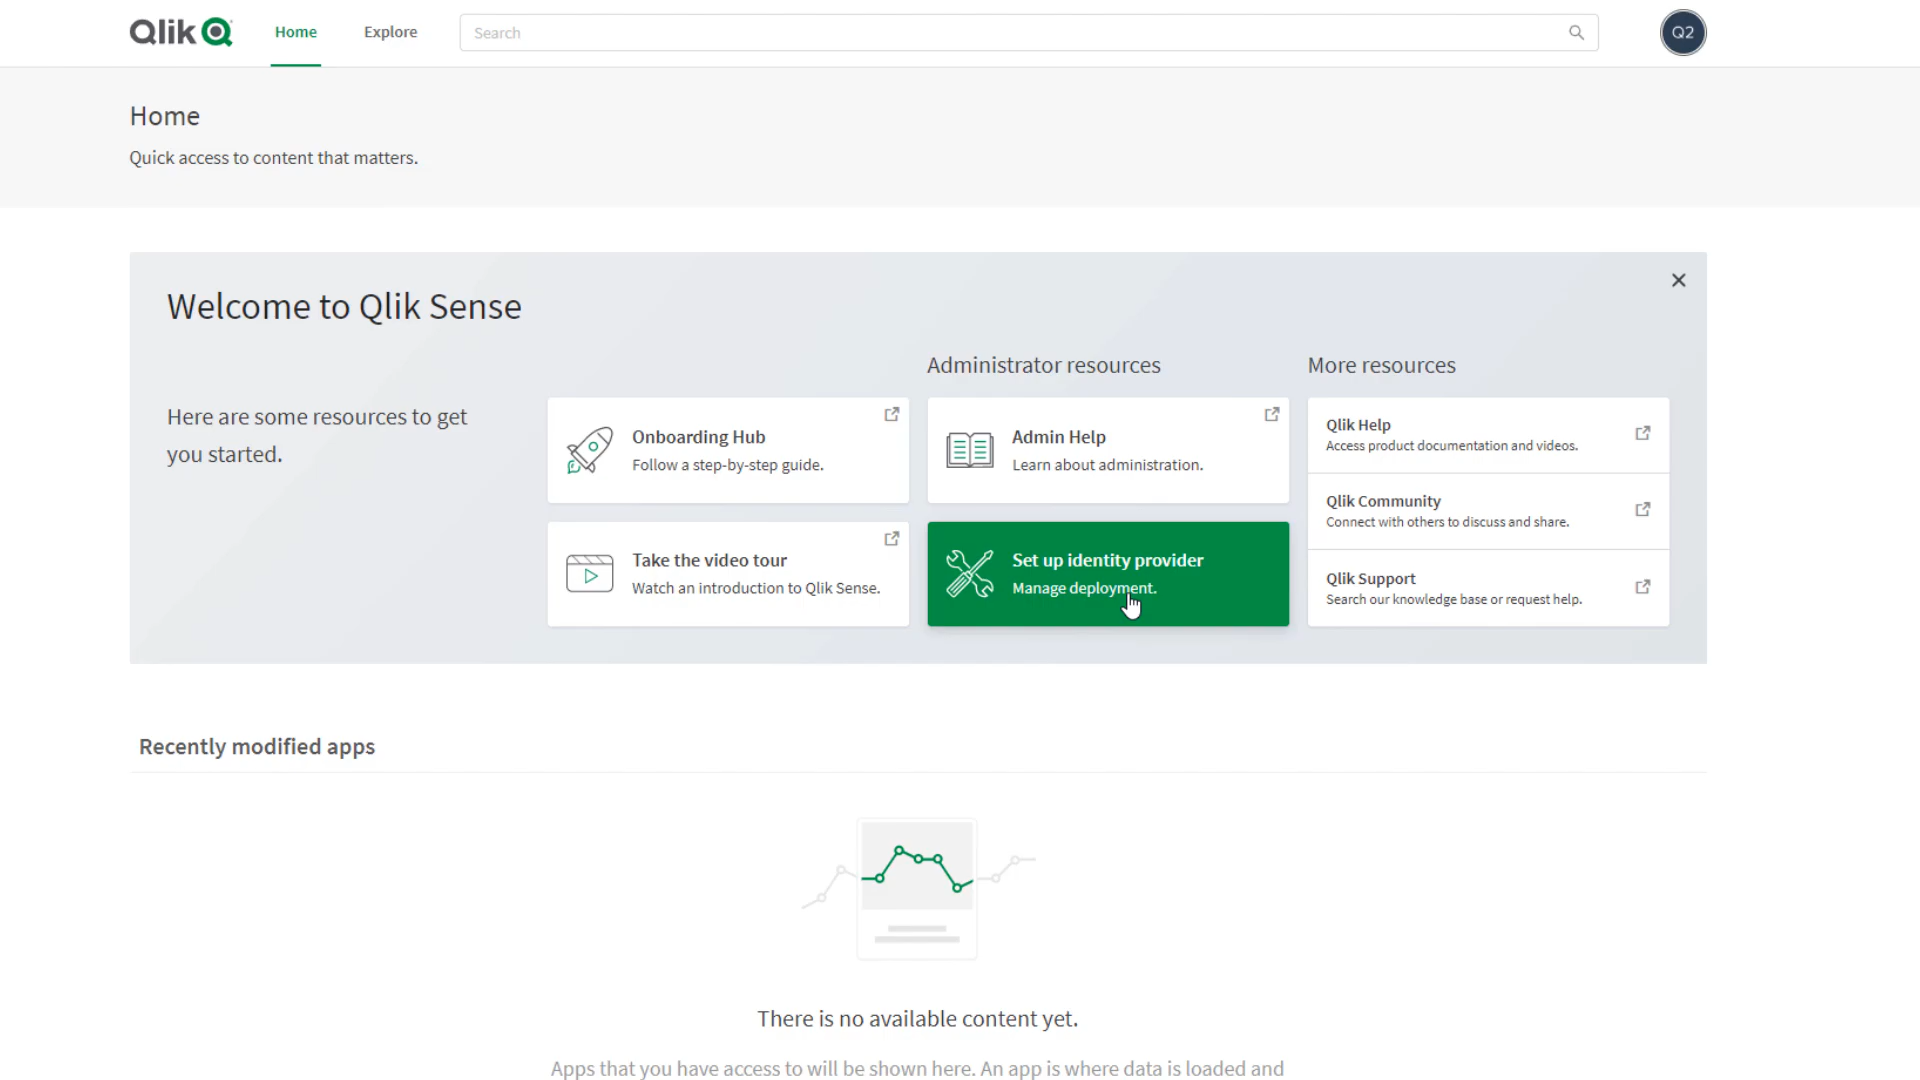 Qlik
Home
Explore
Search
Q2
Home
Quick access to content that matters.
Welcome to Qlik Sense
Here are some resources to get
you started.
Onboarding Hub
Follow a step-by-step guide.
Take the video tour
Watch an introduction to Qlik Sense.
Administrator resources
Admin Help
Learn about administration.
Set up identity provider
Manage deployment.
More resources
Qlik Help
Access product documentation and videos.
Qlik Community
Connect with others to discuss and share.
Qlik Support
Search our knowledge base or request help.
Recently modified apps
There is no available content yet.
Apps that you have access to will be shown here. An app is where data is loaded and